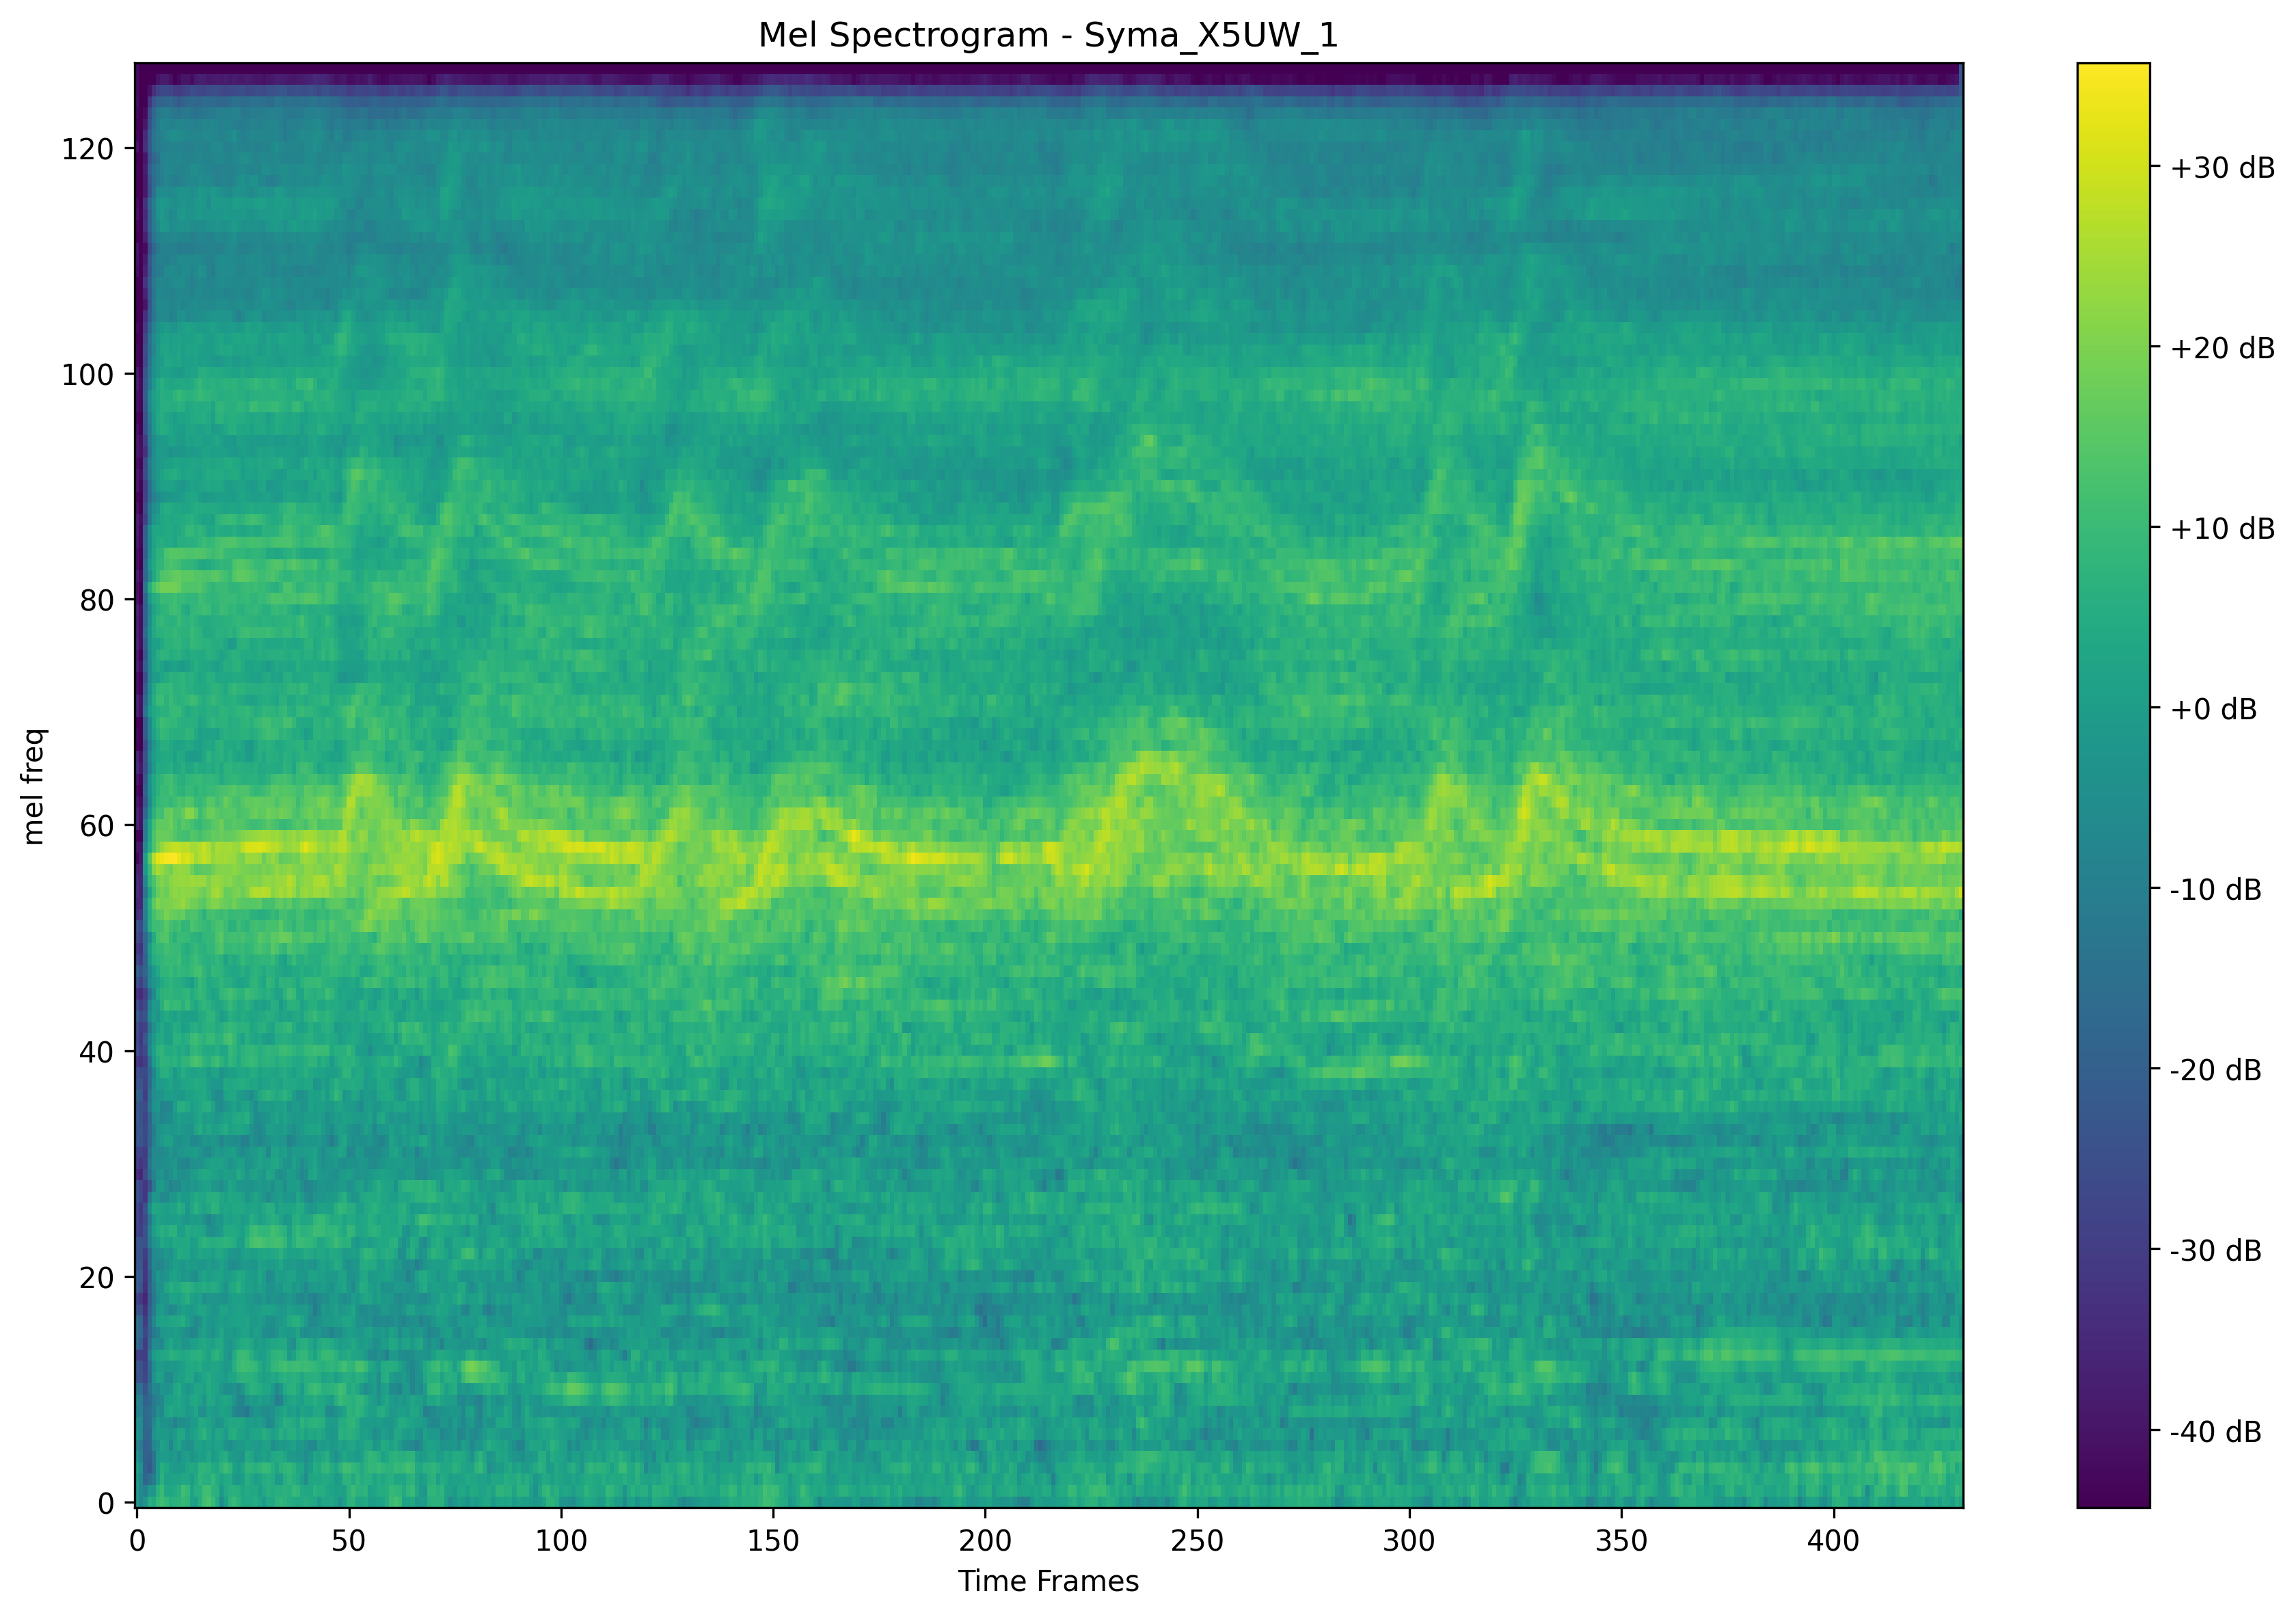 Mel Spectrogram - Syma_X5UW_1
mel freq
120
100
80
60
40
20
0
0 50 100 150 200 250 300 350 400
Time Frames
+30 dB
+20 dB
+10 dB
+0 dB
-10 dB
-20 dB
-30 dB
-40 dB